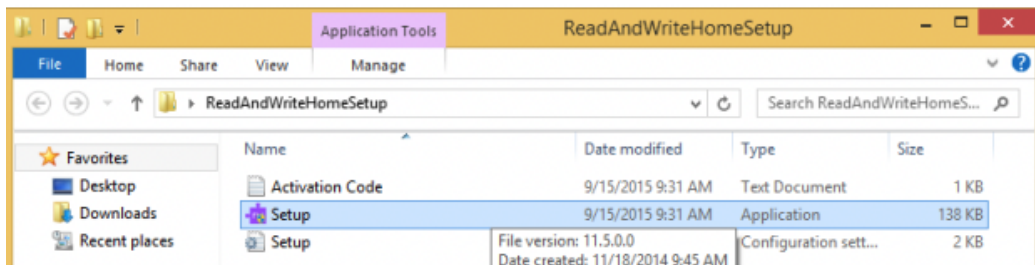 Application Tools ReadAndWriteHomeSetup
File Home Share View Manage
ReadAndWriteHomeSetup Search ReadAndWriteHomeS...
Favorites Name Date modified Type Size
Desktop Activation Code 9/15/2015 9:31 AM Text Document 1 KB
Downloads Setup 9/15/2015 9:31 AM Application 138 KB
Recent places Setup File version: 11.5.0.0 Configuration sett... 2 KB
Date created: 11/18/2014 9:45 AM